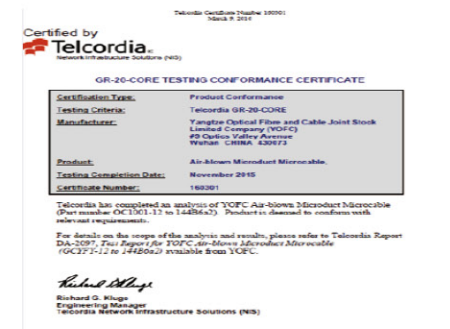 Telcordia Certificate Number 160301
March 9, 2016
Certified by
Telcordia
Network Infrastructure Solutions (NIS)
GR-20-CORE TESTING CONFORMANCE CERTIFICATE
Certification Type: Product Conformance
Testing Criteria: Telcordia GR-20-CORE
Manufacturer: Yangtze Optical Fibre and Cable Joint Stock
Limited Company (YOFC)
#9 Optics Valley Avenue
Wuhan CHINA 430073
Product: Air-blown Microduct Microcable.
Testing Completion Date: November 2015
Certificate Number: 160301
Telcordia has completed an analysis of YOFC Air-blown Microduct Microcable
(Part number OC1001-12 to 144B6a2). Product is deemed to conform with
relevant requirements.
For details on the scope of the analysis and results, please refer to Telcordia Report
DA-2097, Test Report for YOFC Air-blown Microduct Microcable
(GCYFY-12 to 144B6a2) available from YOFC.
Richard G. Kluge
Richard G. Kluge
Engineering Manager
Telcordia Network Infrastructure Solutions (NIS)